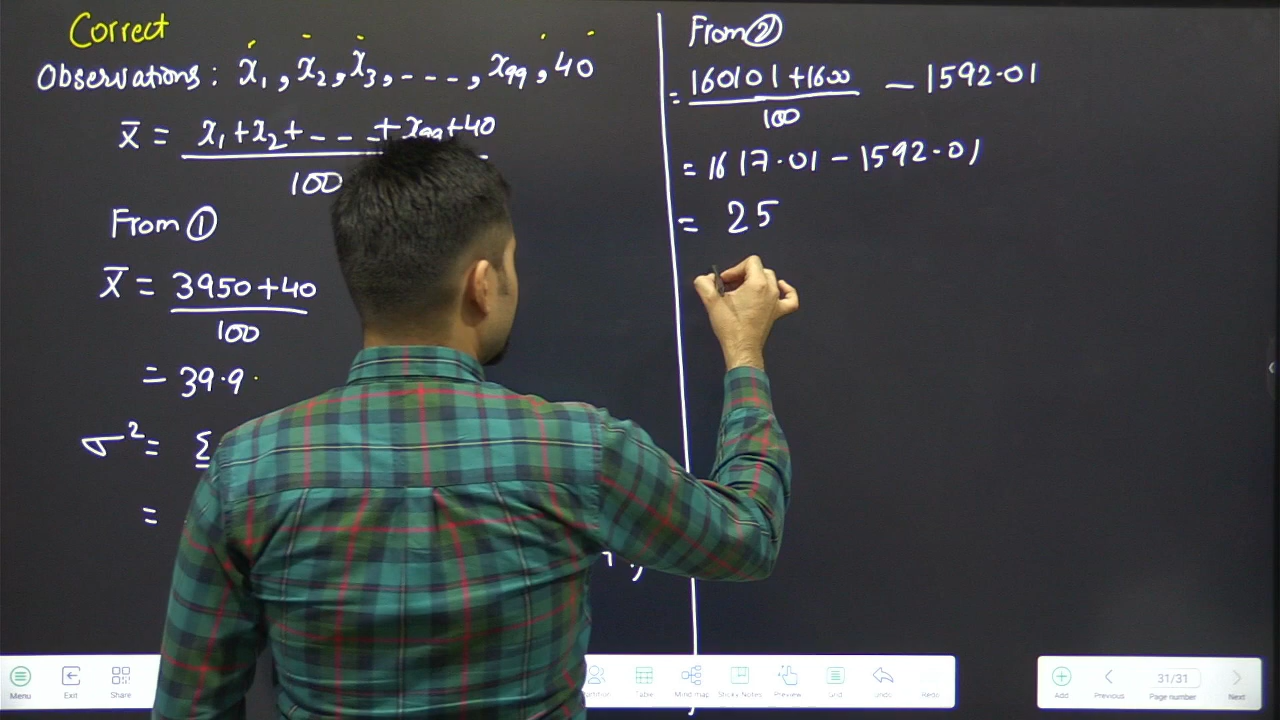 Correct
Observations : x₁ , x₂ , x₃ , - - - - , x₉₉ , 40
x̄ = x₁+x₂+ - - - +x₉₉+40
100
From ①
x̄ = 3950+40
100
= 39.9
σ² = Σ
=
From ②
= 160101+1600 − 1592.01
100
= 1617.01 − 1592.01
= 25
Menu Exit Share Table Mind map Sticky Notes Preview Grid Undo Redo
Add Previous 31/31 Page number Next